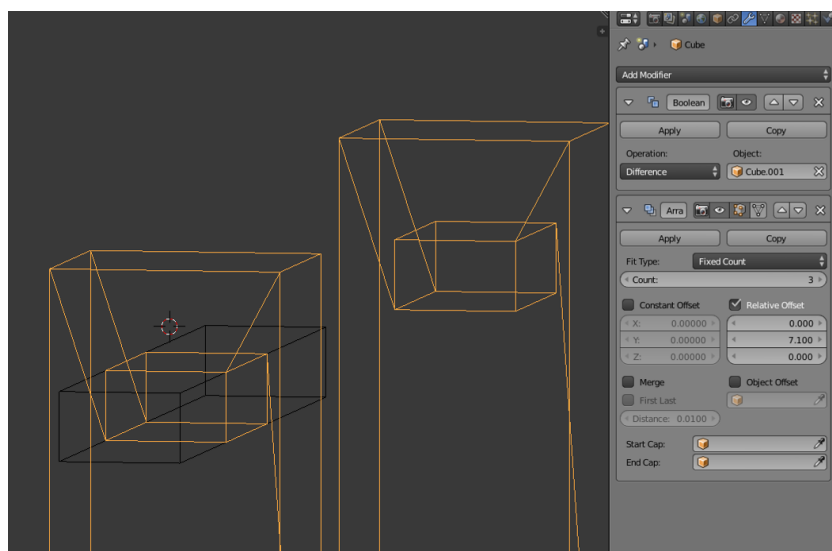 Cube
Add Modifier
Boolean
Apply Copy
Operation: Object:
Difference Cube.001
Arra
Apply Copy
Fit Type: Fixed Count
Count: 3
Constant Offset Relative Offset
X: 0.00000 0.000
Y: 0.00000 7.100
Z: 0.00000 0.000
Merge Object Offset
First Last
Distance: 0.0100
Start Cap:
End Cap: